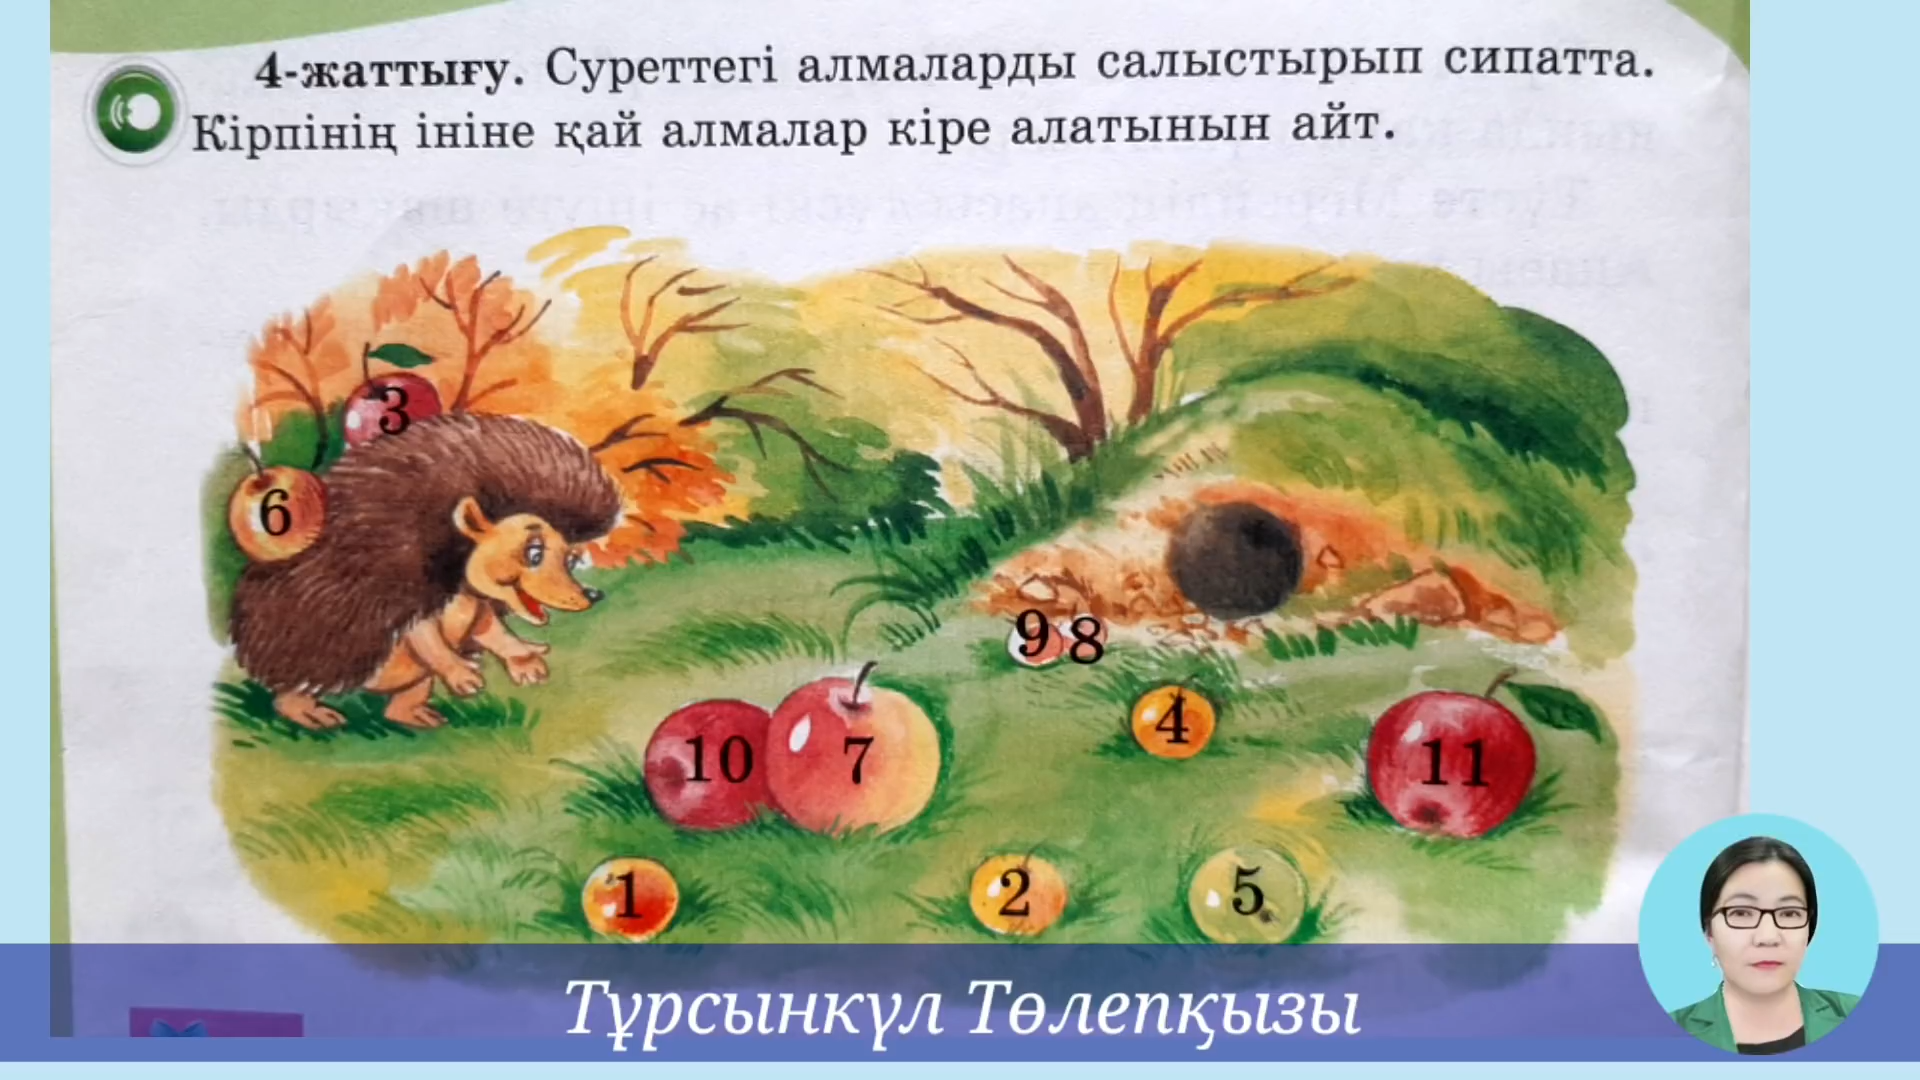 4-жаттығу. Суреттегі алмаларды салыстырып сипатта.
Кірпінің ініне қай алмалар кіре алатынын айт.
3
6
9 8
10 7 4 11
1 2 5
Тұрсынкүл Төлепқызы